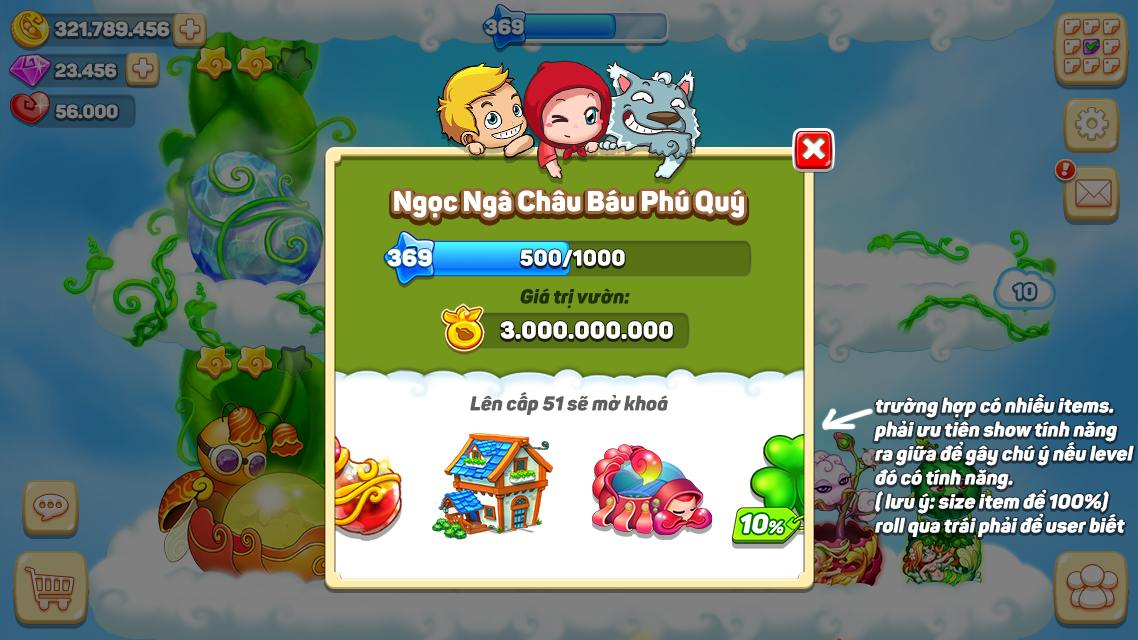 321.789.456
369
23.456
56.000
Ngọc Ngà Châu Báu Phú Quý
369 500/1000
Giá trị vườn:
3.000.000.000
10
Lên cấp 51 sẽ mở khoá
10%
trường hợp có nhiều items.
phải ưu tiên show tính năng
ra giữa để gây chú ý nếu level
đó có tính năng.
( lưu ý: size item để 100%)
roll qua trái phải để user biết